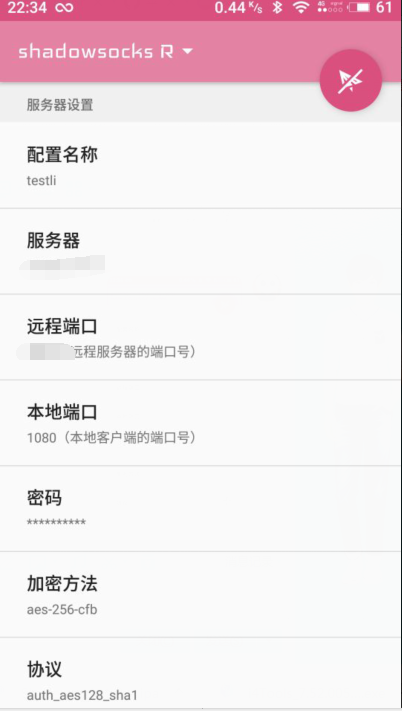 22:34 0.44 K/s 4G 61
shadowsocks R
服务器设置
配置名称
testli
服务器
远程端口
远程服务器的端口号）
本地端口
1080（本地客户端的端口号）
密码
**********
加密方法
aes-256-cfb
协议
auth_aes128_sha1